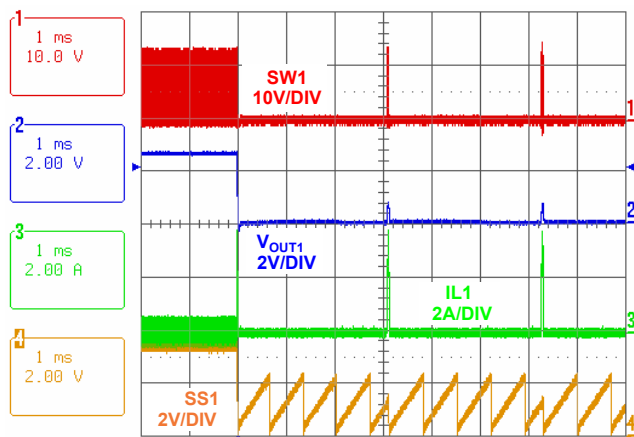 1
1 ms
10.0 V
SW1
10V/DIV
1
2
1 ms
2.00 V
2
VOUT1
2V/DIV
3
1 ms
2.00 A
IL1
2A/DIV
3
4
1 ms
2.00 V
SS1
2V/DIV
4